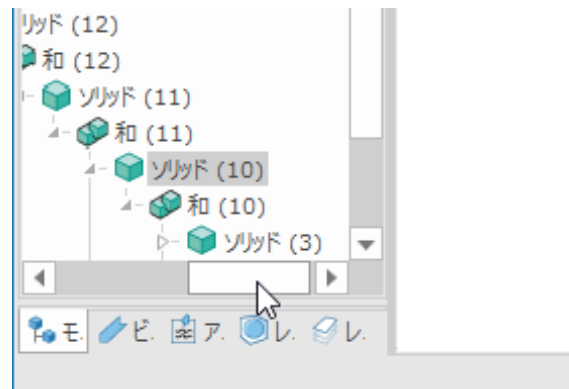 ソリッド (12)
和 (12)
ソリッド (11)
和 (11)
ソリッド (10)
和 (10)
ソリッド (3)
モ. ビ. ア. レ. レ.